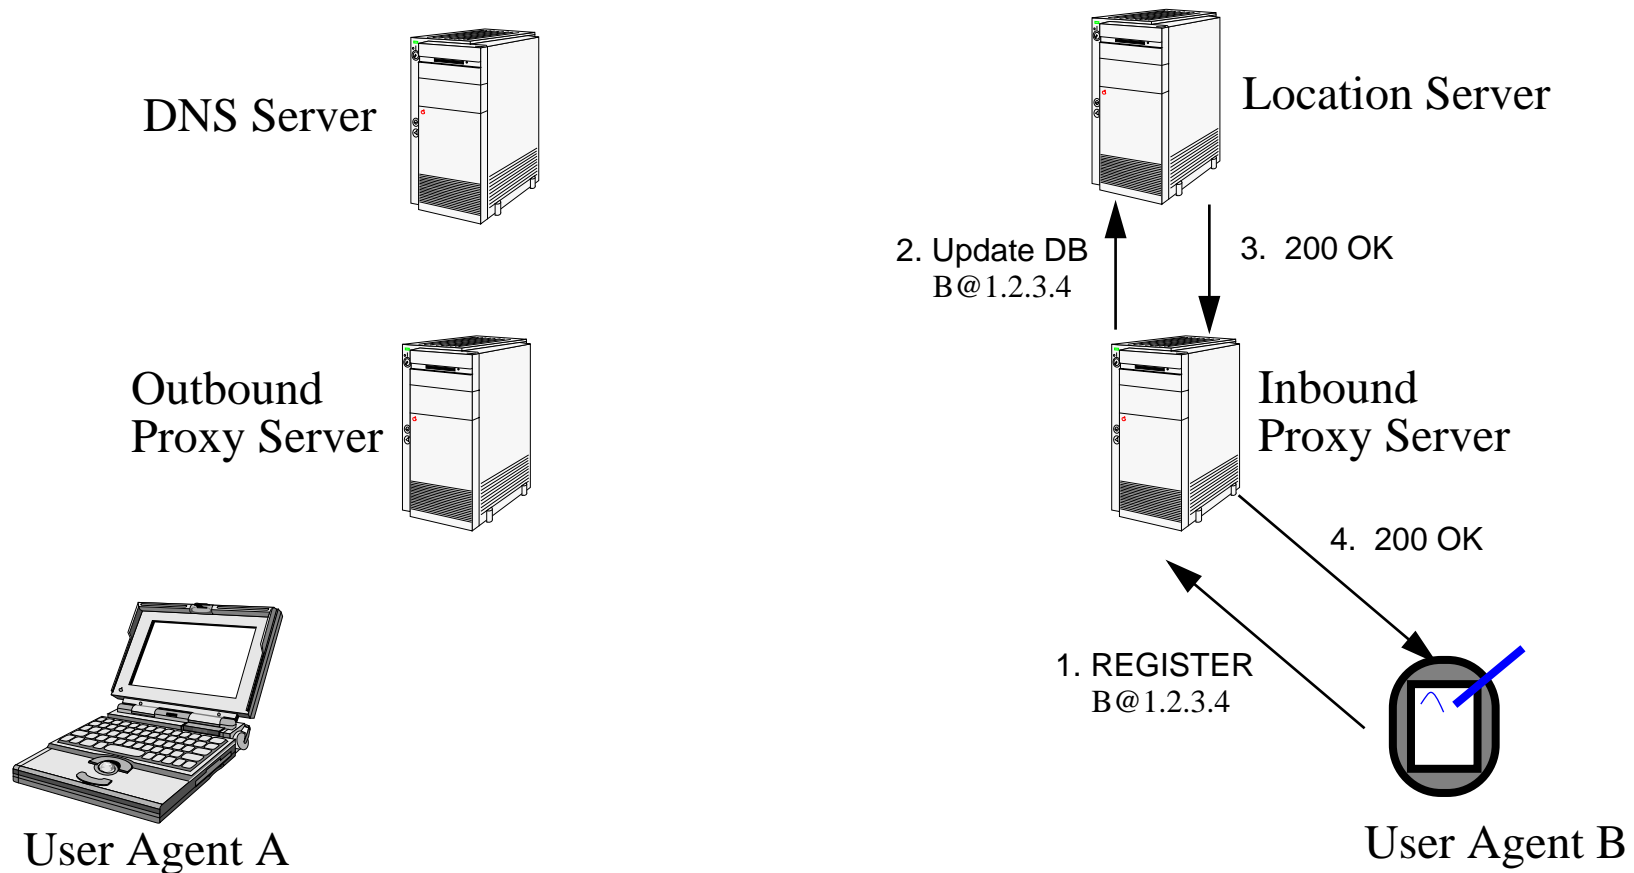 DNS Server
Location Server
2. Update DB
B@1.2.3.4
3. 200 OK
Outbound
Proxy Server
Inbound
Proxy Server
4. 200 OK
1. REGISTER
B@1.2.3.4
User Agent A
User Agent B